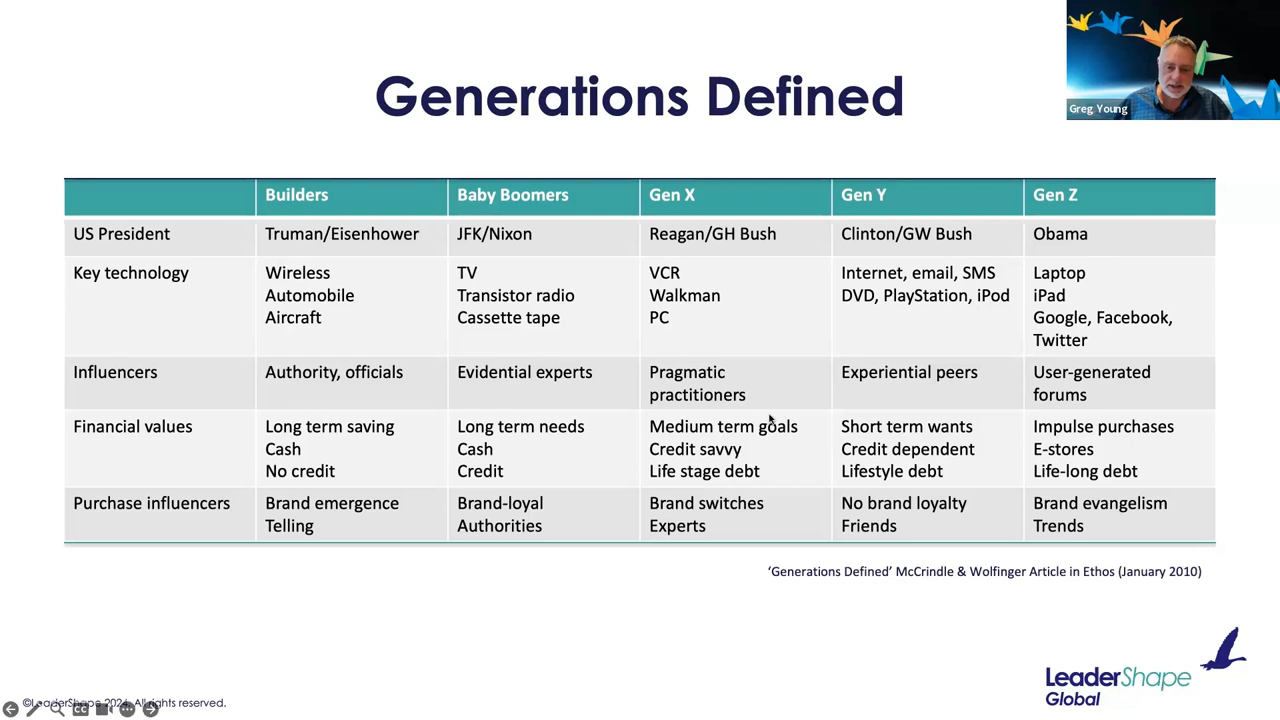 Generations Defined
Greg Young
Builders Baby Boomers Gen X Gen Y Gen Z
US President Truman/Eisenhower JFK/Nixon Reagan/GH Bush Clinton/GW Bush Obama
Key technology Wireless TV VCR Internet, email, SMS Laptop
Automobile Transistor radio Walkman DVD, PlayStation, iPod iPad
Aircraft Cassette tape PC Google, Facebook,
Twitter
Influencers Authority, officials Evidential experts Pragmatic Experiential peers User-generated
practitioners forums
Financial values Long term saving Long term needs Medium term goals Short term wants Impulse purchases
Cash Cash Credit savvy Credit dependent E-stores
No credit Credit Life stage debt Lifestyle debt Life-long debt
Purchase influencers Brand emergence Brand-loyal Brand switches No brand loyalty Brand evangelism
Telling Authorities Experts Friends Trends
‘Generations Defined’ McCrindle & Wolfinger Article in Ethos (January 2010)
LeaderShape
Global
©LeaderShape 2024. All rights reserved.
CC